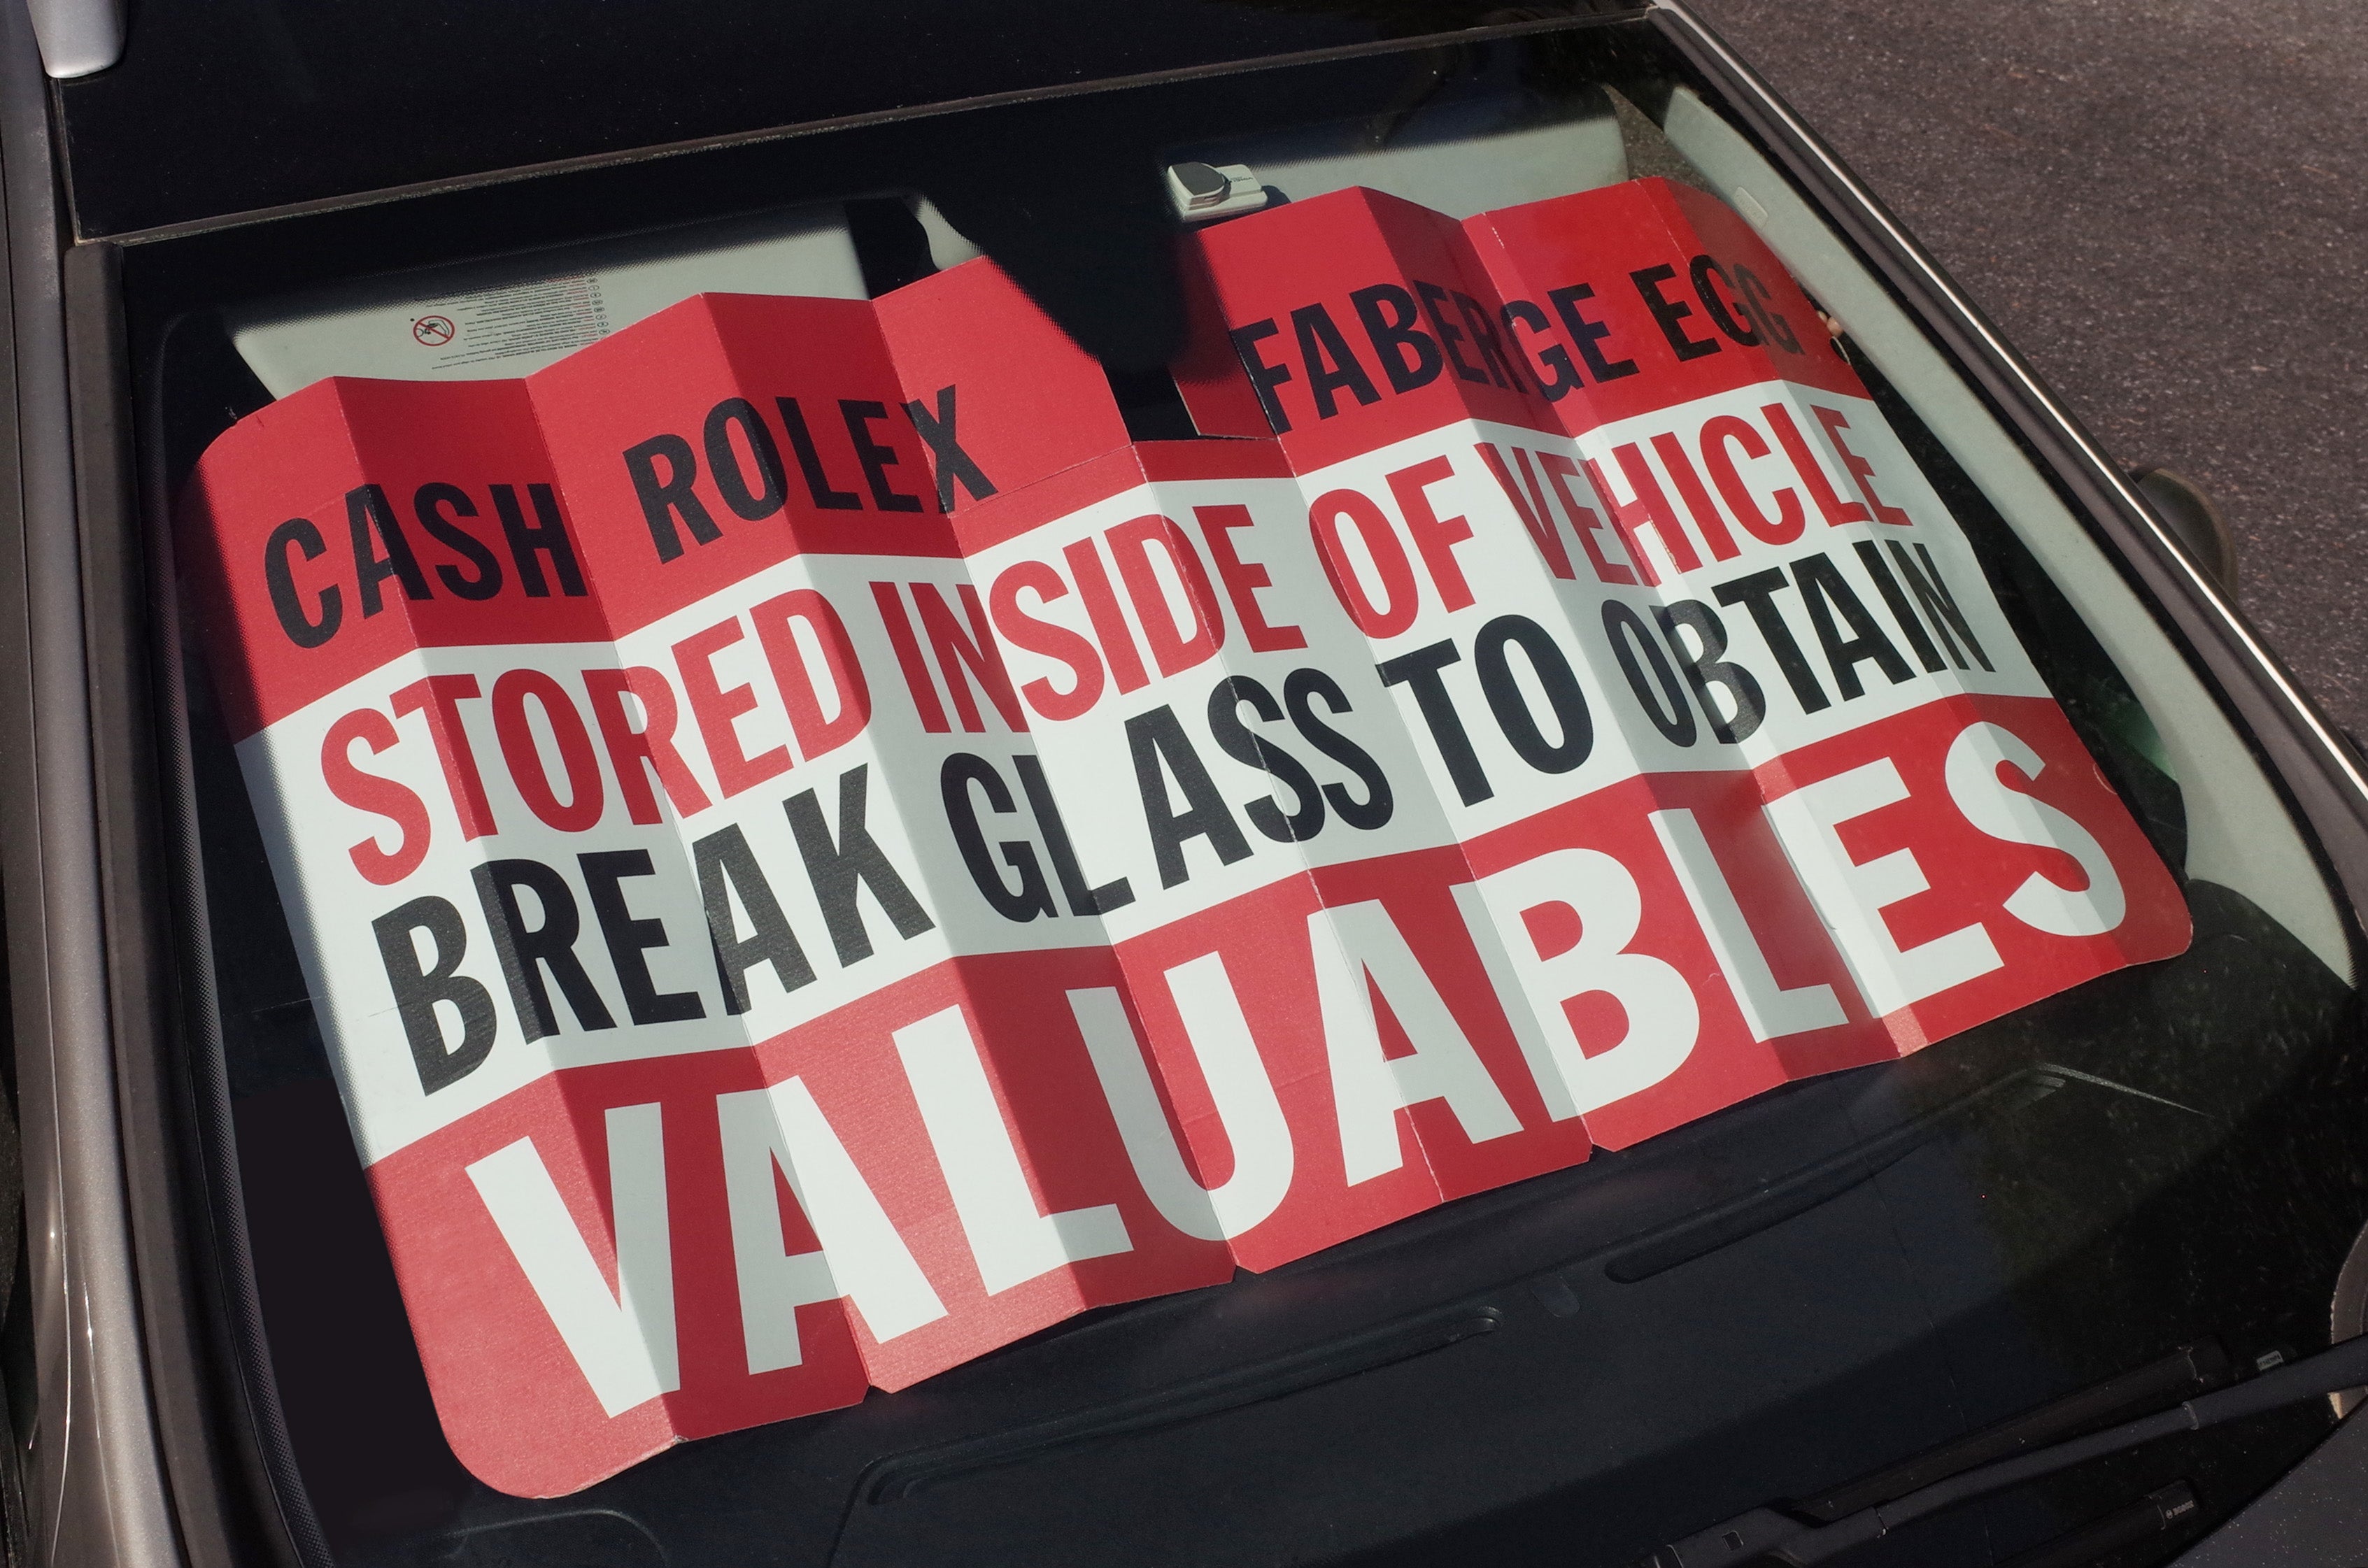 CASH ROLEX FABERGE EGG
STORED INSIDE OF VEHICLE
BREAK GLASS TO OBTAIN
VALUABLES